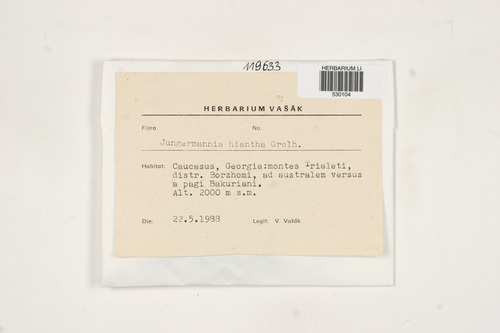 119633
HERBARIUM LI
530104
HERBARIUM VAŠÁK
Flora No.
Jungermannia hiantha Grolh.
Habitat: Caucasus, Georgia:montes Trialeti,
distr. Borzhomi, ad australem versus
a pagi Bakuriani.
Alt. 2000 m s.m.
Die: 22.5.1988 Legit: V. Vašák